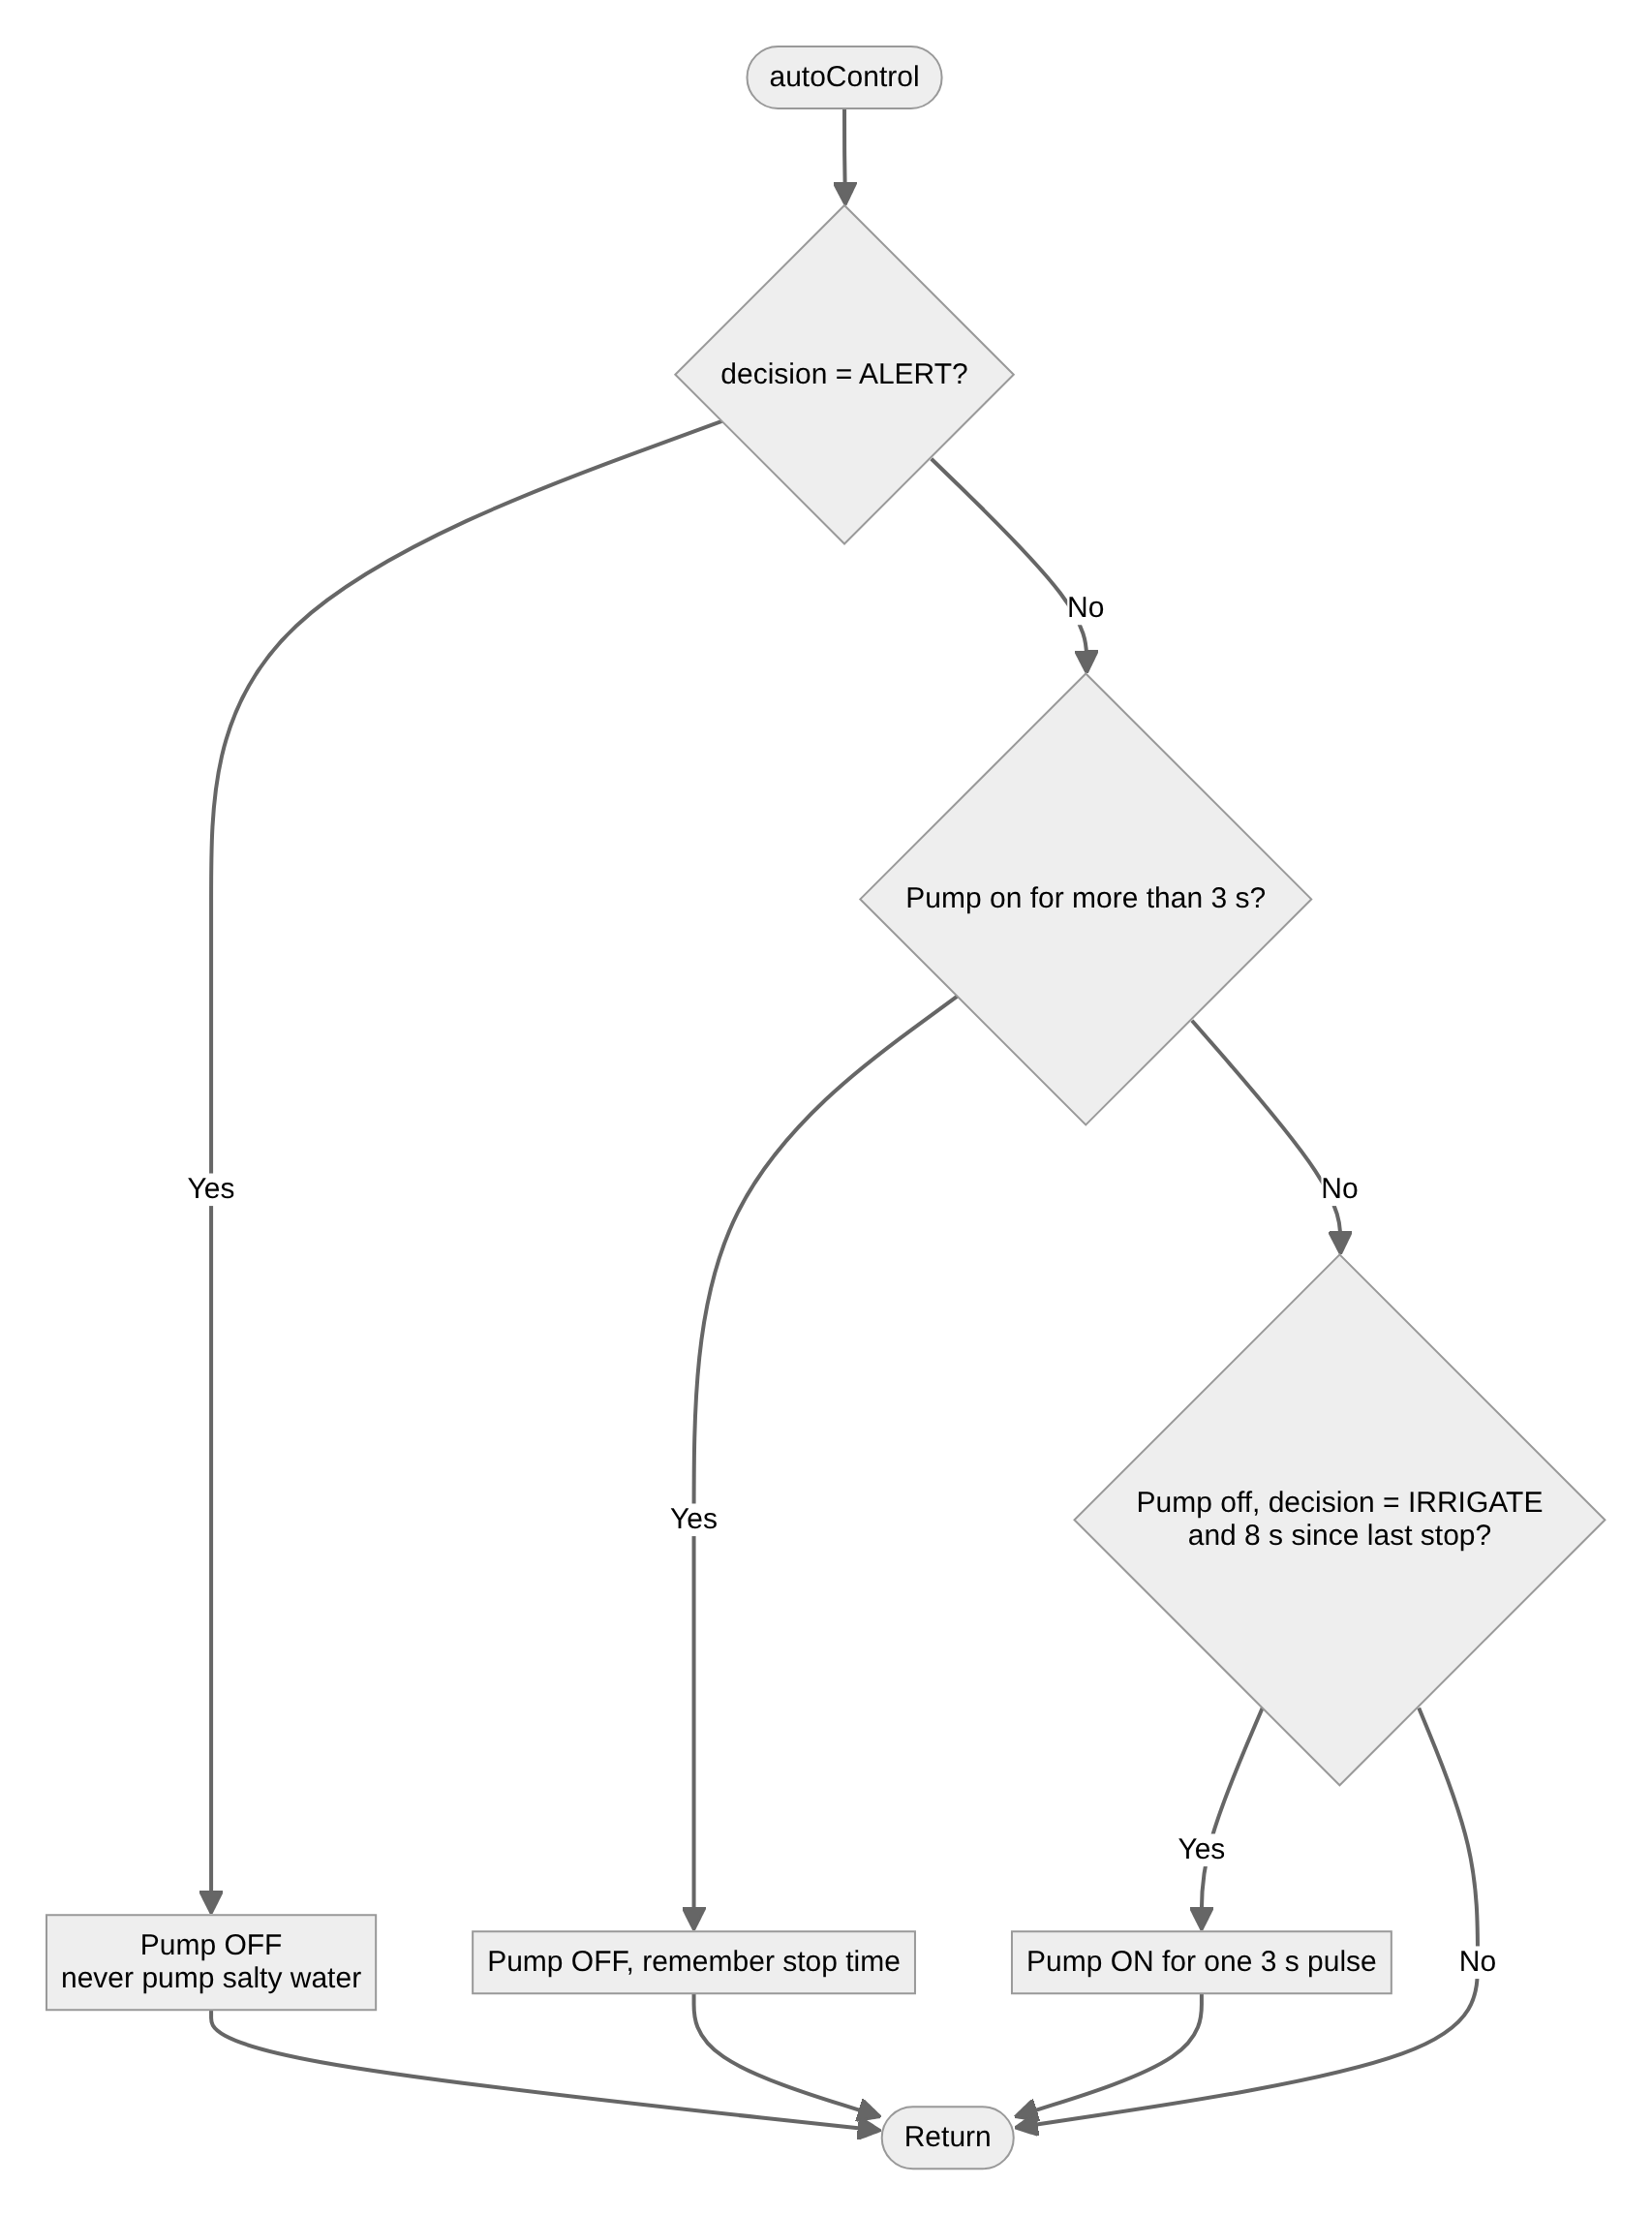 autoControl
decision = ALERT?
No
Pump on for more than 3 s?
Yes
No
Yes
Pump off, decision = IRRIGATE
and 8 s since last stop?
Yes
Pump OFF
never pump salty water
Pump OFF, remember stop time
Pump ON for one 3 s pulse
No
Return